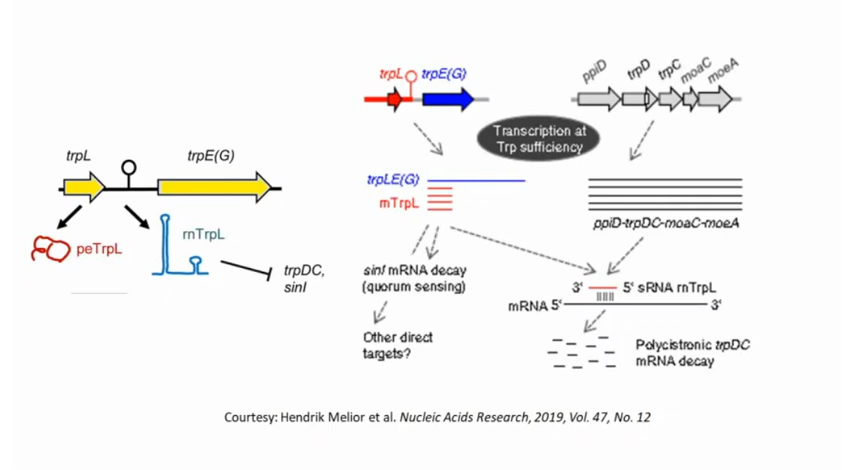 trpL
trpE(G)
peTrpL
rnTrpL
trpDC,
sinI
trpL
trpE(G)
ppiD
trpD
trpC
moaC
moeA
Transcription at
Trp sufficiency
trpLE(G)
rnTrpL
ppiD-trpDC-moaC-moeA
sinI mRNA decay
(quorum sensing)
Other direct
targets?
3‘ 5‘ sRNA rnTrpL
mRNA 5‘ 3‘
Polycistronic trpDC
mRNA decay
Courtesy: Hendrik Melior et al. Nucleic Acids Research, 2019, Vol. 47, No. 12